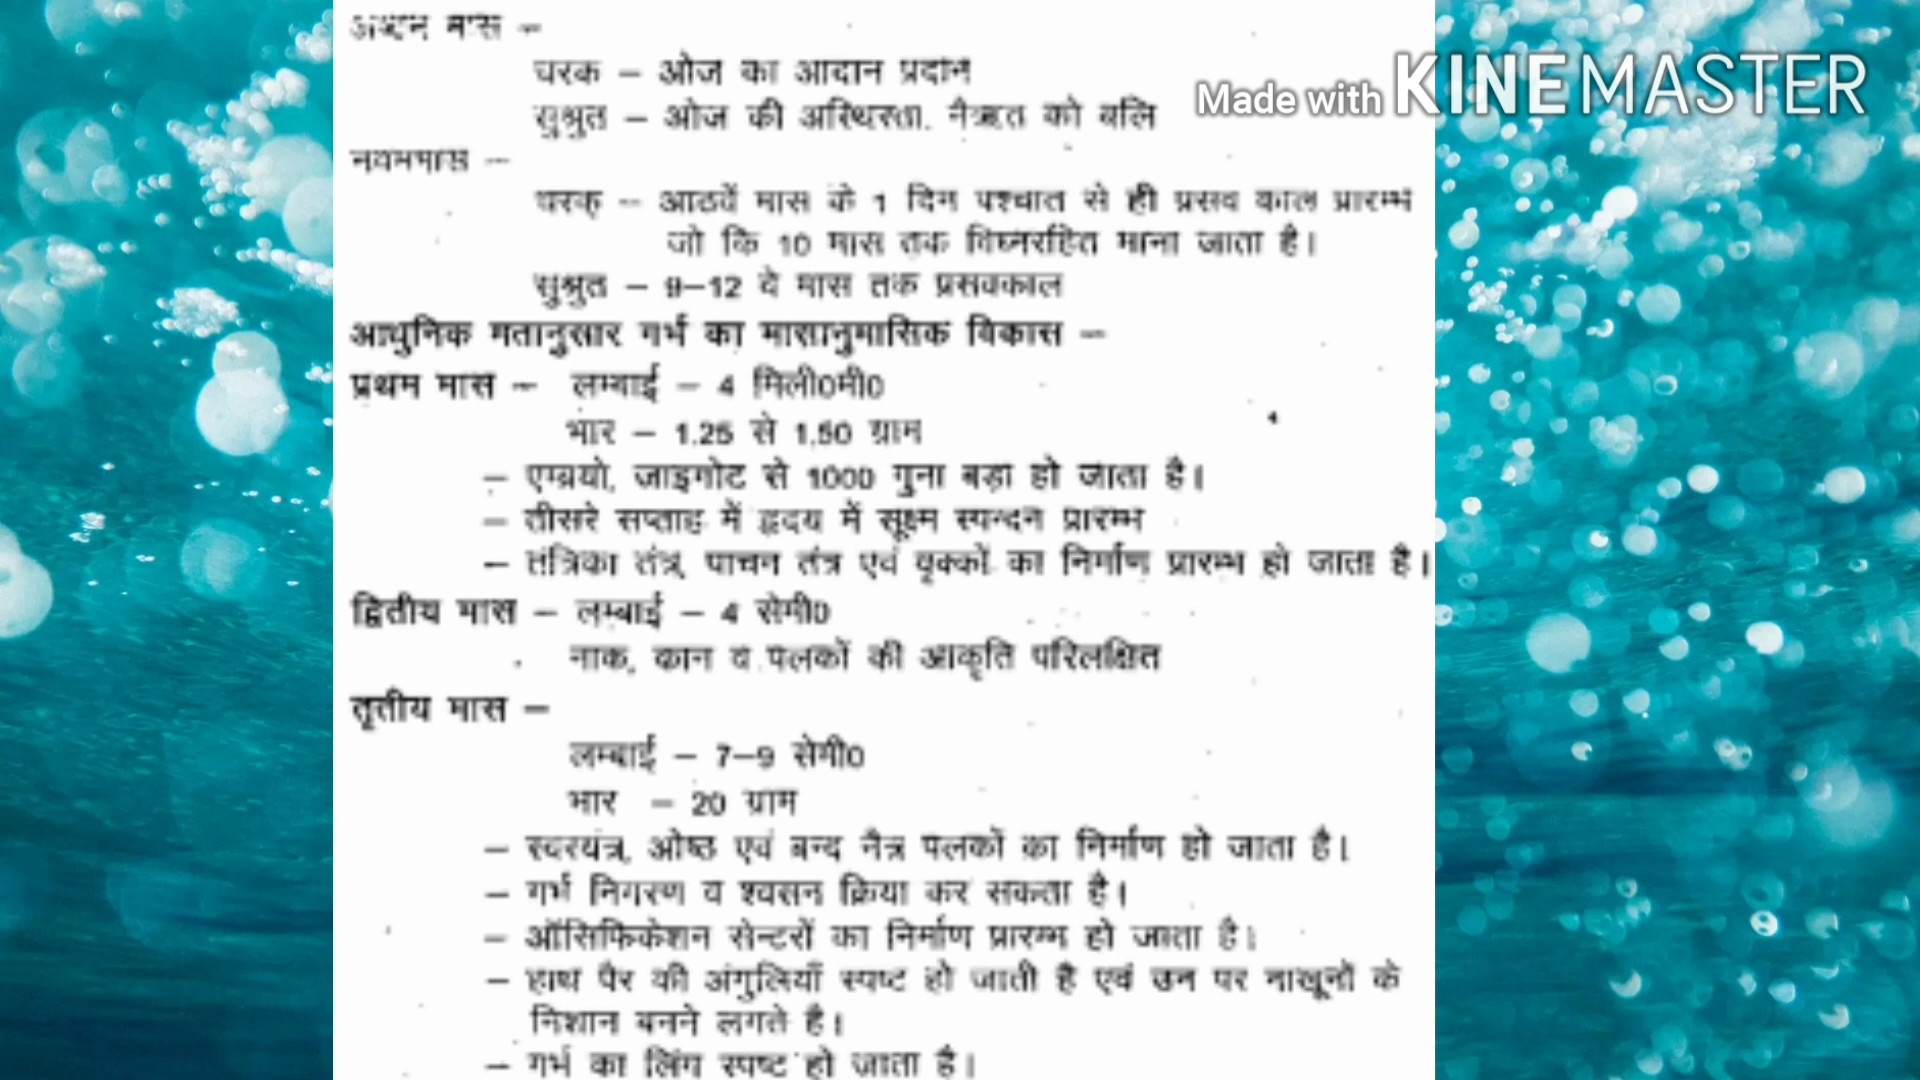 अष्टम मास –
चरक – ओज का आदान प्रदान
Made with KINEMASTER
सुश्रुत – ओज की अस्थिरता, नैऋत को बलि
नवममास –
चरक – आठवें मास के 1 दिन पश्चात से ही प्रसव काल प्रारम्भ
जो कि 10 मास तक विघ्नरहित माना जाता है।
सुश्रुत – 9–12 वे मास तक प्रसवकाल
आधुनिक मतानुसार गर्भ का मासानुमासिक विकास –
प्रथम मास – लम्बाई – 4 मिली0मी0
भार – 1.25 से 1.50 ग्राम
– एम्ब्रयो, जाइगोट से 1000 गुना बड़ा हो जाता है।
– तीसरे सप्ताह में हृदय में सूक्ष्म स्पन्दन प्रारम्भ
– तंत्रिका तंत्र, पाचन तंत्र एवं वृक्कों का निर्माण प्रारम्भ हो जाता है।
द्वितीय मास – लम्बाई – 4 सेमी0
नाक, कान व पलकों की आकृति परिलक्षित
तृतीय मास –
लम्बाई – 7–9 सेमी0
भार – 20 ग्राम
– स्वरयंत्र, ओष्ठ एवं बन्द नैत्र पलकों का निर्माण हो जाता है।
– गर्भ निगरण व श्वसन क्रिया कर सकता है।
– ऑसिफिकेशन सेन्टरों का निर्माण प्रारम्भ हो जाता है।
– हाथ पैर की अंगुलियाँ स्पष्ट हो जाती है एवं उन पर नाखूनों के
निशान बनने लगते है।
– गर्भ का लिंग स्पष्ट हो जाता है।